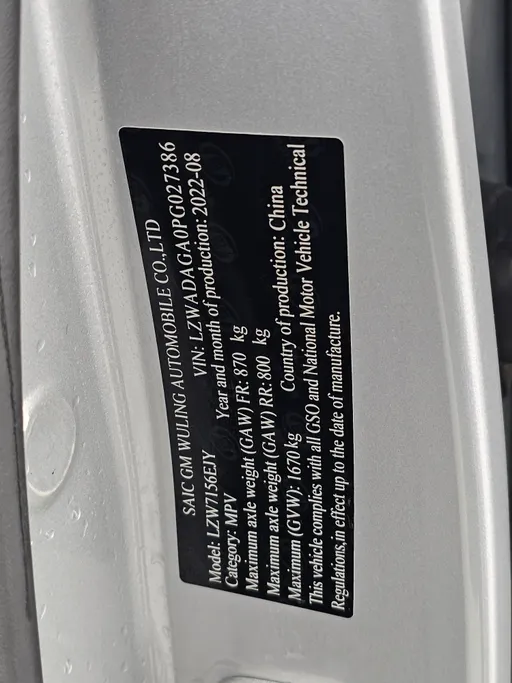 SAIC GM WULING AUTOMOBILE CO.,LTD
Model: LZW7156EJY VIN: LZWADAGA0PG027386
Category: MPV Year and month of production: 2022-08
Maximum axle weight (GAW) FR: 870 kg
Maximum axle weight (GAW) RR: 800 kg
Maximum (GVW): 1670 kg Country of production: China
This vehicle complies with all GSO and National Motor Vehicle Technical
Regulations,in effect up to the date of manufacture.